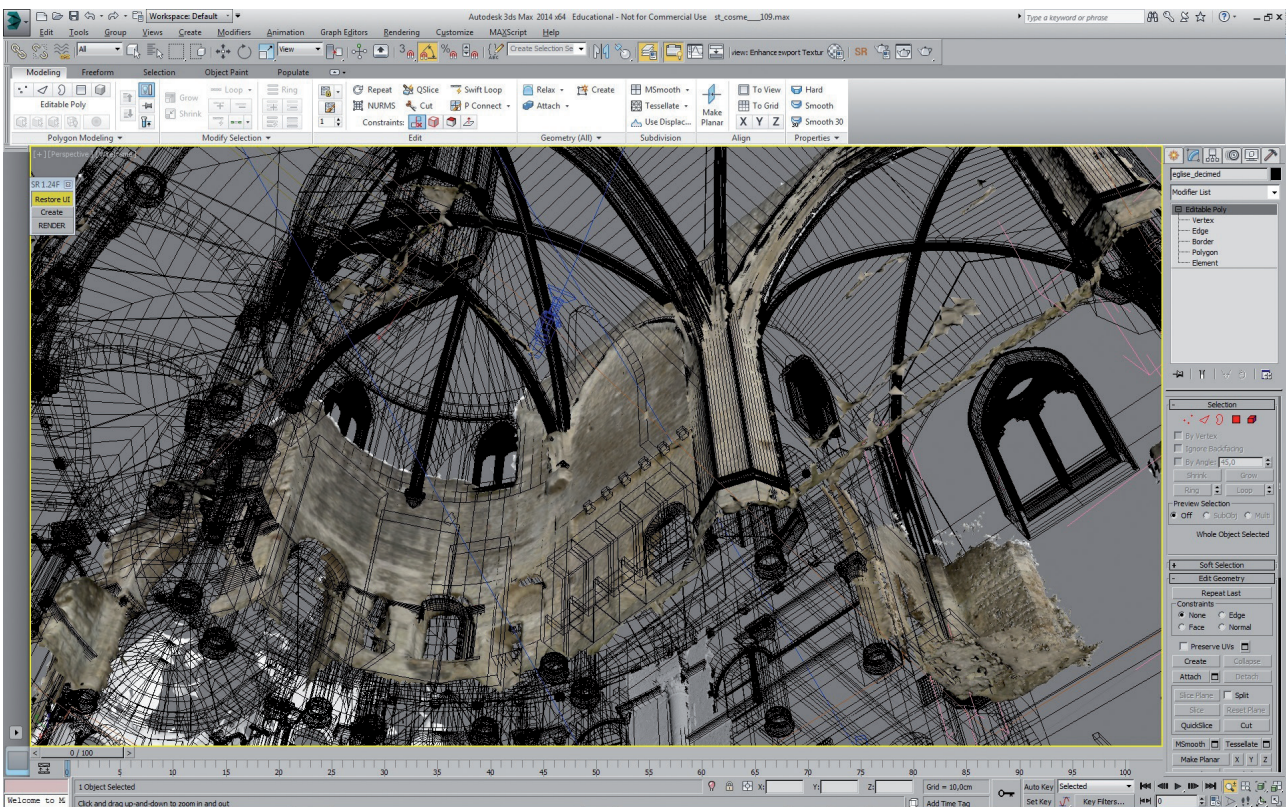 Workspace: Default
Autodesk 3ds Max 2014 x64 Educational - Not for Commercial Use st_cosme___109.max
Type a keyword or phrase
Edit Tools Group Views Create Modifiers Animation Graph Editors Rendering Customize MAXScript Help
All View Create Selection Se SR
Modeling Freeform Selection Object Paint Populate
Editable Poly
Grow Loop Ring
Shrink
Repeat QSlice Swift Loop Relax Create MSmooth To View Hard
NURMS Cut P Connect Attach Tessellate Make Planar To Grid Smooth
1 Constraints: Use Displac... X Y Z Smooth 30
Polygon Modeling Modify Selection Edit Geometry (All) Subdivision Align Properties
[+][Perspective]
SR 1.24F
Restore UI
Create
RENDER
eglise_decimed
Modifier List
Editable Poly
Vertex
Edge
Border
Polygon
Element
- Selection
By Vertex
Ignore Backfacing
By Angle: 45,0
Shrink Grow
Ring Loop
Preview Selection
Off SubObj Multi
Whole Object Selected
+ Soft Selection
- Edit Geometry
Repeat Last
Constraints
None Edge
Face Normal
Preserve UVs
Create Collapse
Attach Detach
Slice Plane Split
Slice Reset Plane
QuickSlice Cut
MSmooth Tessellate
Make Planar X Y Z
< 0 / 100 >
0 5 10 15 20 25 30 35 40 45 50 55 60 65 70 75 80 85 90 95 100
1 Object Selected X: Y: Z: Grid = 10,0cm Auto Key Selected
Welcome to M Click and drag up-and-down to zoom in and out Add Time Tag Set Key Key Filters... 0